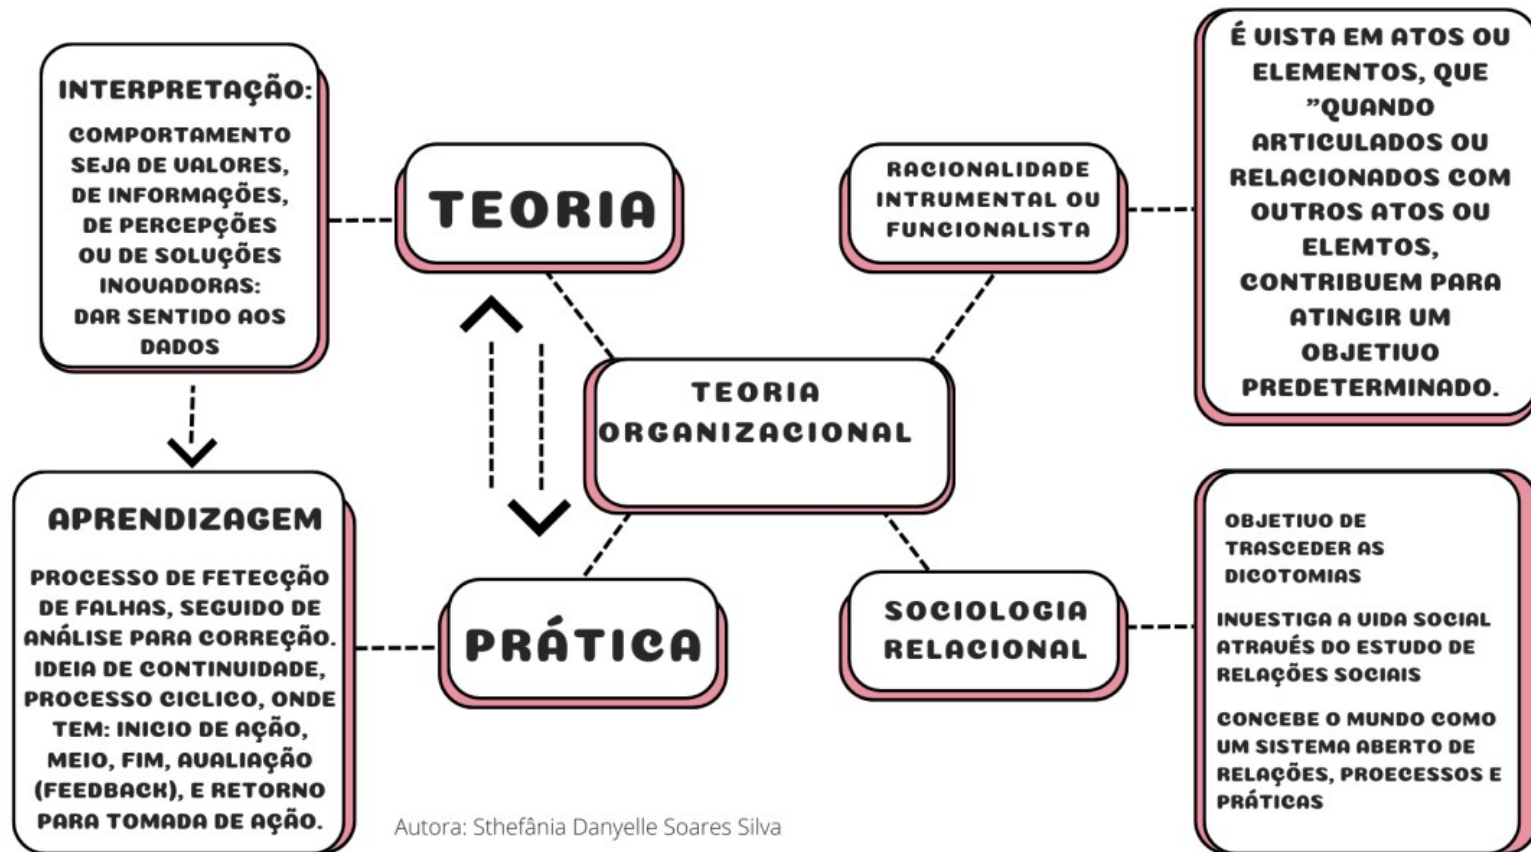 INTERPRETAÇÃO:
COMPORTAMENTO
SEJA DE VALORES,
DE INFORMAÇÕES,
DE PERCEPÇÕES
OU DE SOLUÇÕES
INOVADORAS:
DAR SENTIDO AOS
DADOS
TEORIA
RACIONALIDADE
INTRUMENTAL OU
FUNCIONALISTA
É VISTA EM ATOS OU
ELEMENTOS, QUE
”QUANDO
ARTICULADOS OU
RELACIONADOS COM
OUTROS ATOS OU
ELEMTOS,
CONTRIBUEM PARA
ATINGIR UM
OBJETIVO
PREDETERMINADO.
TEORIA
ORGANIZACIONAL
APRENDIZAGEM
PROCESSO DE FETECÇÃO
DE FALHAS, SEGUIDO DE
ANÁLISE PARA CORREÇÃO.
IDEIA DE CONTINUIDADE,
PROCESSO CICLICO, ONDE
TEM: INICIO DE AÇÃO,
MEIO, FIM, AVALIAÇÃO
(FEEDBACK), E RETORNO
PARA TOMADA DE AÇÃO.
PRÁTICA
SOCIOLOGIA
RELACIONAL
OBJETIVO DE
TRASCEDER AS
DICOTOMIAS
INVESTIGA A VIDA SOCIAL
ATRAVÉS DO ESTUDO DE
RELAÇÕES SOCIAIS
CONCEBE O MUNDO COMO
UM SISTEMA ABERTO DE
RELAÇÕES, PROECESSOS E
PRÁTICAS
Autora: Sthefânia Danyelle Soares Silva